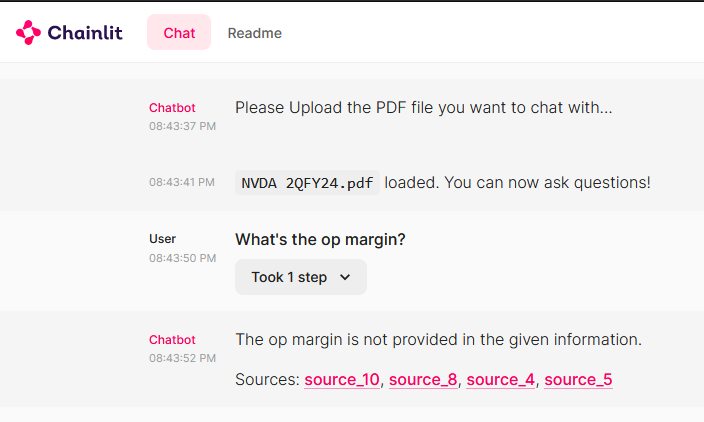 Chainlit Chat Readme
Chatbot Please Upload the PDF file you want to chat with...
08:43:37 PM
08:43:41 PM NVDA 2QFY24.pdf loaded. You can now ask questions!
User What's the op margin?
08:43:50 PM
Took 1 step
Chatbot The op margin is not provided in the given information.
08:43:52 PM
Sources: source_10, source_8, source_4, source_5